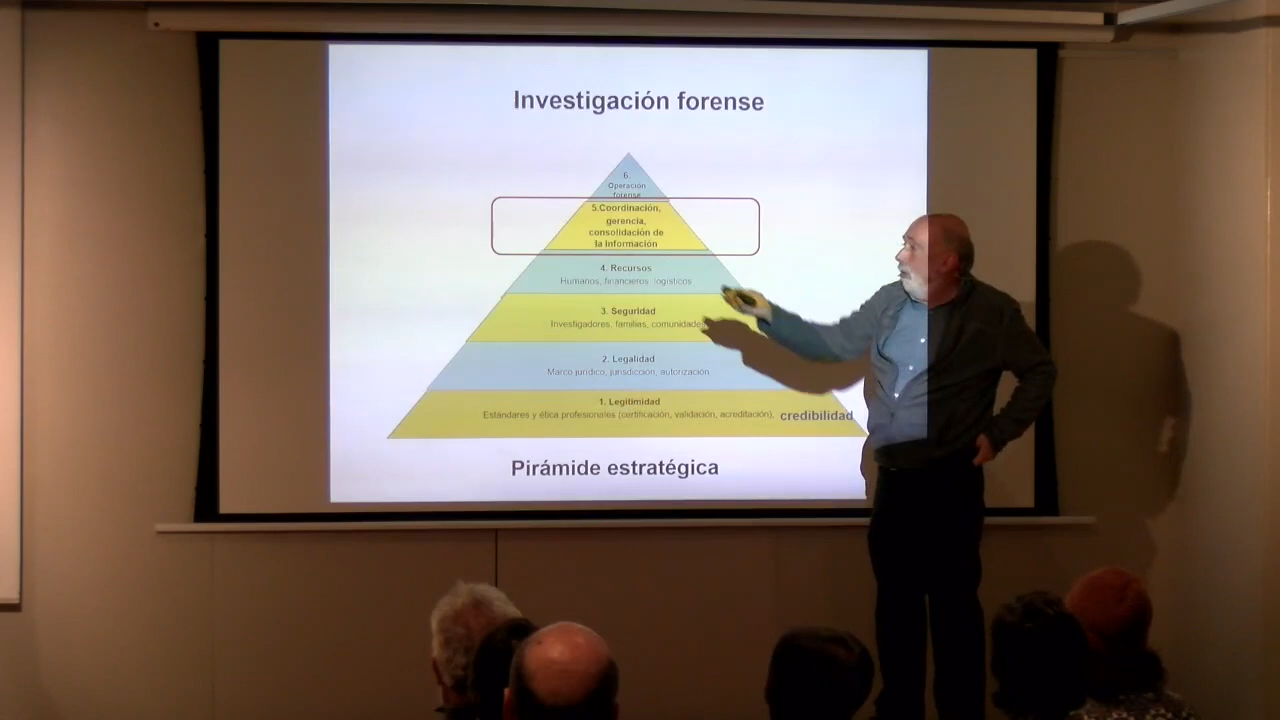 Investigación forense
6.
Operación
forense
5.Coordinación,
gerencia,
consolidación de
la información
4. Recursos
Humanos, financieros, logísticos
3. Seguridad
Investigadores, familias, comunidades
2. Legalidad
Marco jurídico, jurisdicción, autorización
1. Legitimidad
Estándares y ética profesionales (certificación, validación, acreditación), credibilidad
Pirámide estratégica